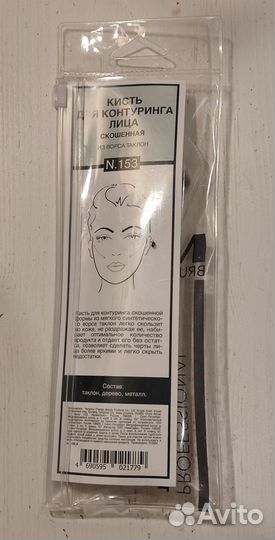 КИСТЬ
ДЛЯ КОНТУРИНГА
ЛИЦА
СКОШЕННАЯ
ИЗ ВОРСА ТАКЛОН
N.153
Кисть для контуринга скошенной
формы из мягкого синтетическо-
го ворса таклон легко скользит
по коже, не раздражая ее, наби-
рает оптимальное количество
продукта и отдает его без остат-
ка, позволяет сделать черты ли-
ца более яркими и легко скрыть
недостатки.
Состав:
таклон, дерево, металл.
4 690595 021779
BRU
PROFESSIONAL
Avito